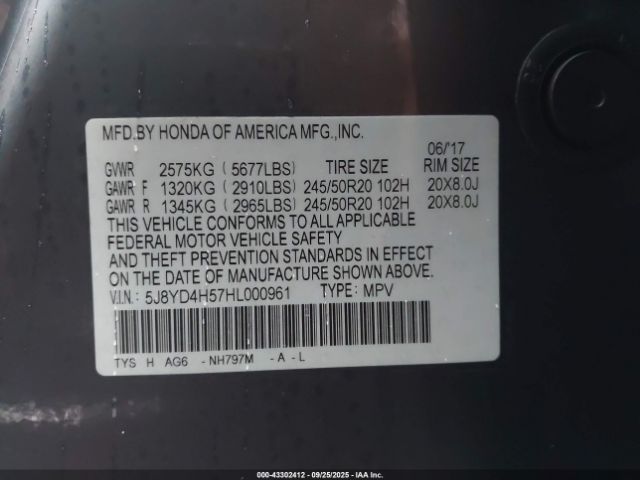 MFD.BY HONDA OF AMERICA MFG.,INC.
06/'17
GVWR 2575KG (5677LBS) TIRE SIZE RIM SIZE
GAWR F 1320KG (2910LBS) 245/50R20 102H 20X8.0J
GAWR R 1345KG (2965LBS) 245/50R20 102H 20X8.0J
THIS VEHICLE CONFORMS TO ALL APPLICABLE
FEDERAL MOTOR VEHICLE SAFETY
AND THEFT PREVENTION STANDARDS IN EFFECT
ON THE DATE OF MANUFACTURE SHOWN ABOVE.
V.I.N: 5J8YD4H57HL000961 TYPE: MPV
TYS H AG6 - NH797M - A - L
000-43302412 - 09/25/2025 - IAA Inc.